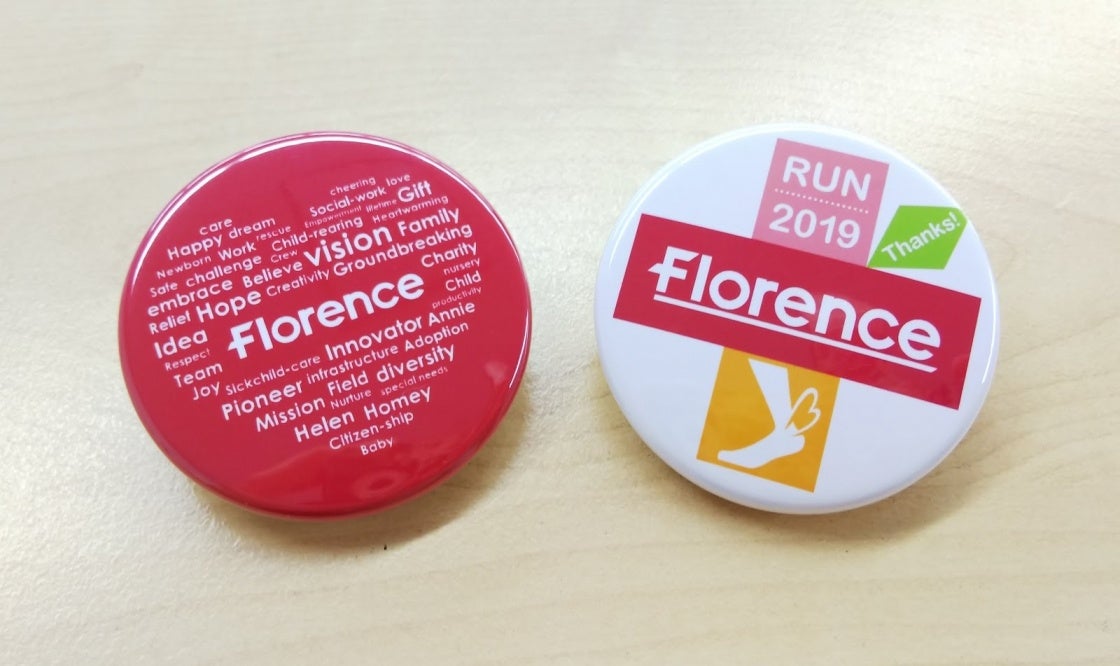 cheering love
care
Social-work Gift
Happy dream
Empowerment lifetime Heartwarming
Newborn Work rescue Child-rearing
Family
Safe challenge Crew vision
embrace Believe Groundbreaking
Relief Hope Creativity Charity
nursery
Idea Florence Child
productivity
Respect
Team Innovator Annie
Joy Sickchild-care infrastructure Adoption
Pioneer Field diversity
Mission Nurture special needs
Helen Homey
Citizen-ship
Baby
RUN
2019
Thanks!
Florence